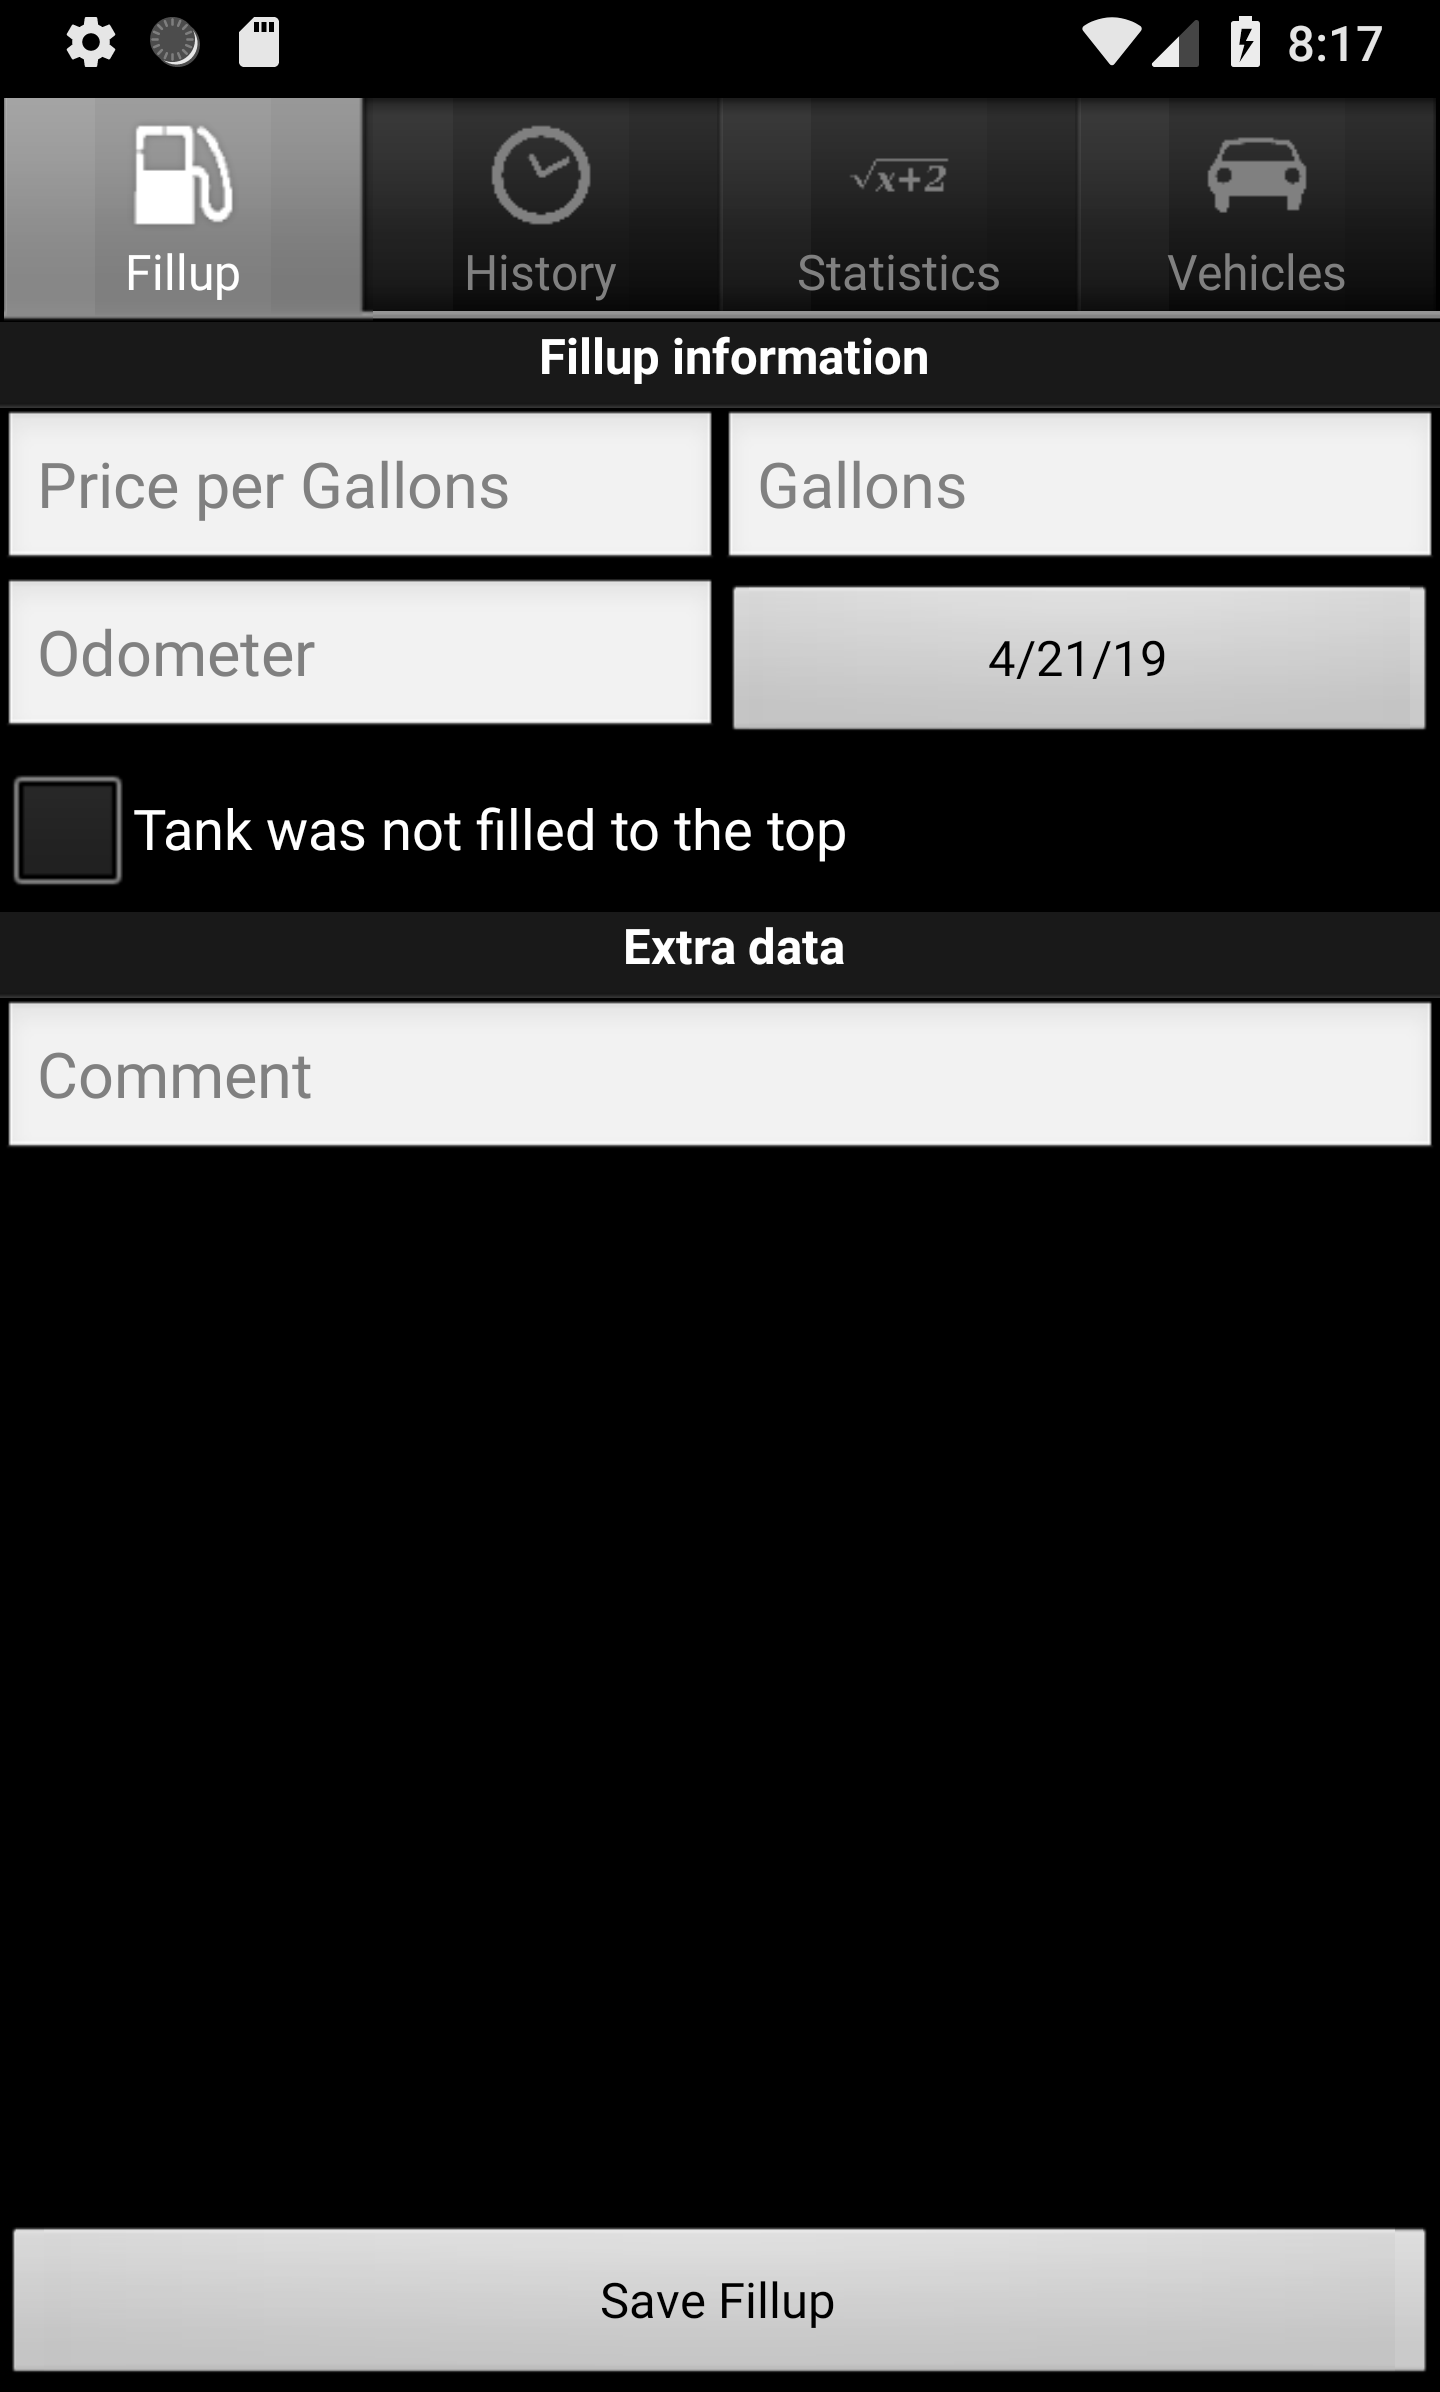 8:17
√x+2
Fillup
History
Statistics
Vehicles
Fillup information
Price per Gallons
Gallons
Odometer
4/21/19
Tank was not filled to the top
Extra data
Comment
Save Fillup